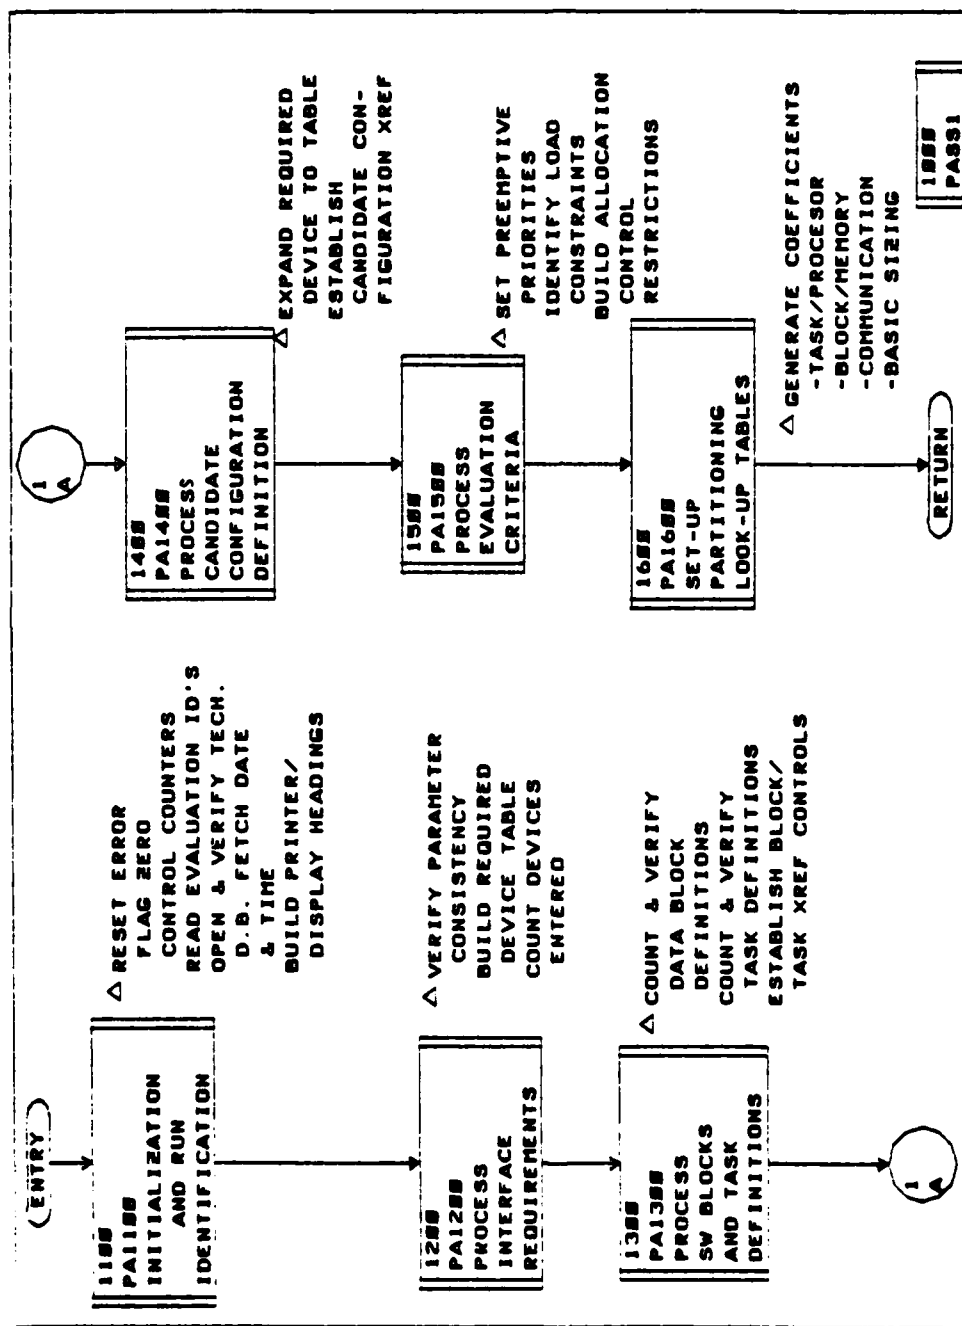 ENTRY
1100
PA1100
INITIALIZATION
AND RUN
IDENTIFICATION
△ RESET ERROR
FLAG ZERO
CONTROL COUNTERS
READ EVALUATION ID'S
OPEN & VERIFY TECH.
D.B. FETCH DATE
& TIME
BUILD PRINTER/
DISPLAY HEADINGS
1200
PA1200
PROCESS
INTERFACE
REQUIREMENTS
△ VERIFY PARAMETER
CONSISTENCY
BUILD REQUIRED
DEVICE TABLE
COUNT DEVICES
ENTERED
1300
PA1300
PROCESS
SW BLOCKS
AND TASK
DEFINITIONS
△ COUNT & VERIFY
DATA BLOCK
DEFINITIONS
COUNT & VERIFY
TASK DEFINITIONS
ESTABLISH BLOCK/
TASK XREF CONTROLS
1
A
1
A
1400
PA1400
PROCESS
CANDIDATE
CONFIGURATION
DEFINITION
△ EXPAND REQUIRED
DEVICE TO TABLE
ESTABLISH
CANDIDATE CON-
FIGURATION XREF
1500
PA1500
PROCESS
EVALUATION
CRITERIA
△ SET PREEMPTIVE
PRIORITIES
IDENTIFY LOAD
CONSTRAINTS
BUILD ALLOCATION
CONTROL
RESTRICTIONS
1600
PA1600
SET-UP
PARTITIONING
LOOK-UP TABLES
△ GENERATE COEFFICIENTS
-TASK/PROCESOR
-BLOCK/MEMORY
-COMMUNICATION
-BASIC SIZING
RETURN
1000
PASS1